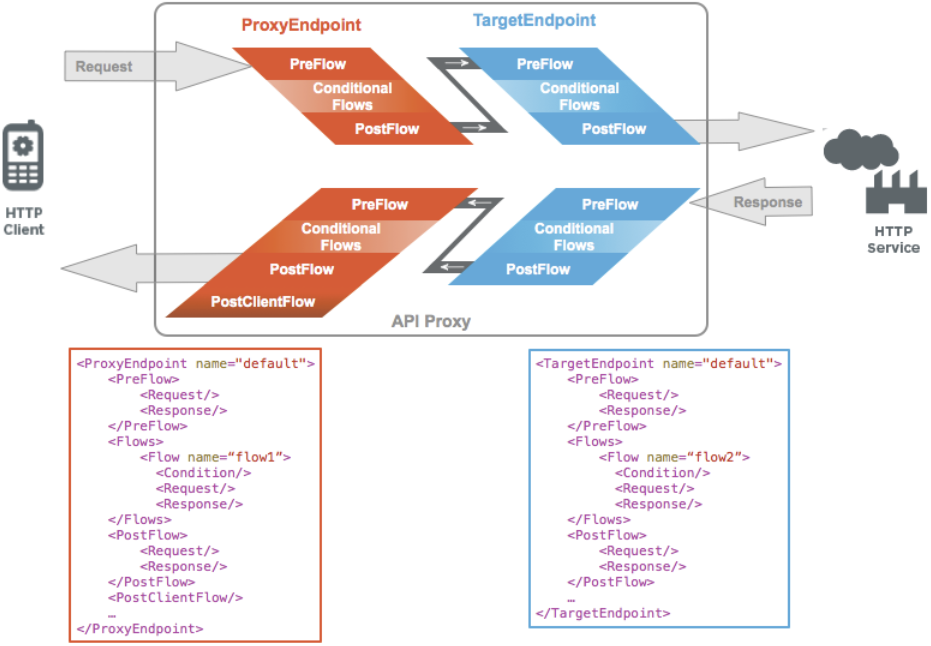 ProxyEndpoint
TargetEndpoint
Request
PreFlow
Conditional
Flows
PostFlow
PreFlow
Conditional
Flows
PostFlow
HTTP
Client
PreFlow
Conditional
Flows
PostFlow
PostClientFlow
PreFlow
Conditional
Flows
PostFlow
Response
HTTP
Service
API Proxy
<ProxyEndpoint name="default">
<PreFlow>
<Request/>
<Response/>
</PreFlow>
<Flows>
<Flow name=“flow1”>
<Condition/>
<Request/>
<Response/>
</Flows>
<PostFlow>
<Request/>
<Response/>
</PostFlow>
<PostClientFlow/>
…
</ProxyEndpoint>
<TargetEndpoint name="default">
<PreFlow>
<Request/>
<Response/>
</PreFlow>
<Flows>
<Flow name=“flow2”>
<Condition/>
<Request/>
<Response/>
</Flows>
<PostFlow>
<Request/>
<Response/>
</PostFlow>
…
</TargetEndpoint>